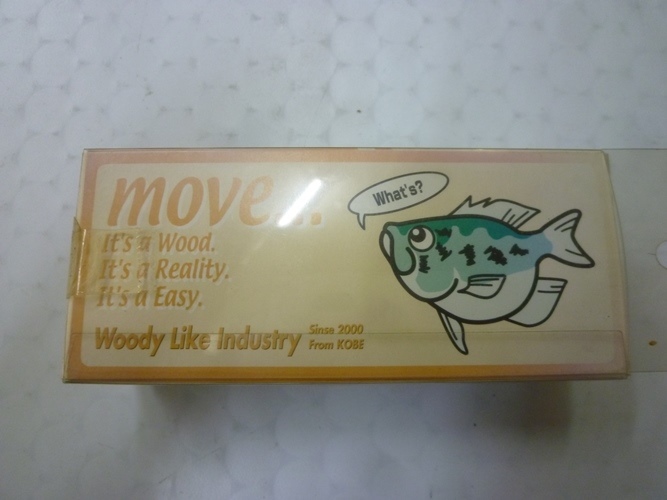 move...
What's?
It's a Wood.
It's a Reality.
It's a Easy.
Woody Like Industry
Sinse 2000
From KOBE